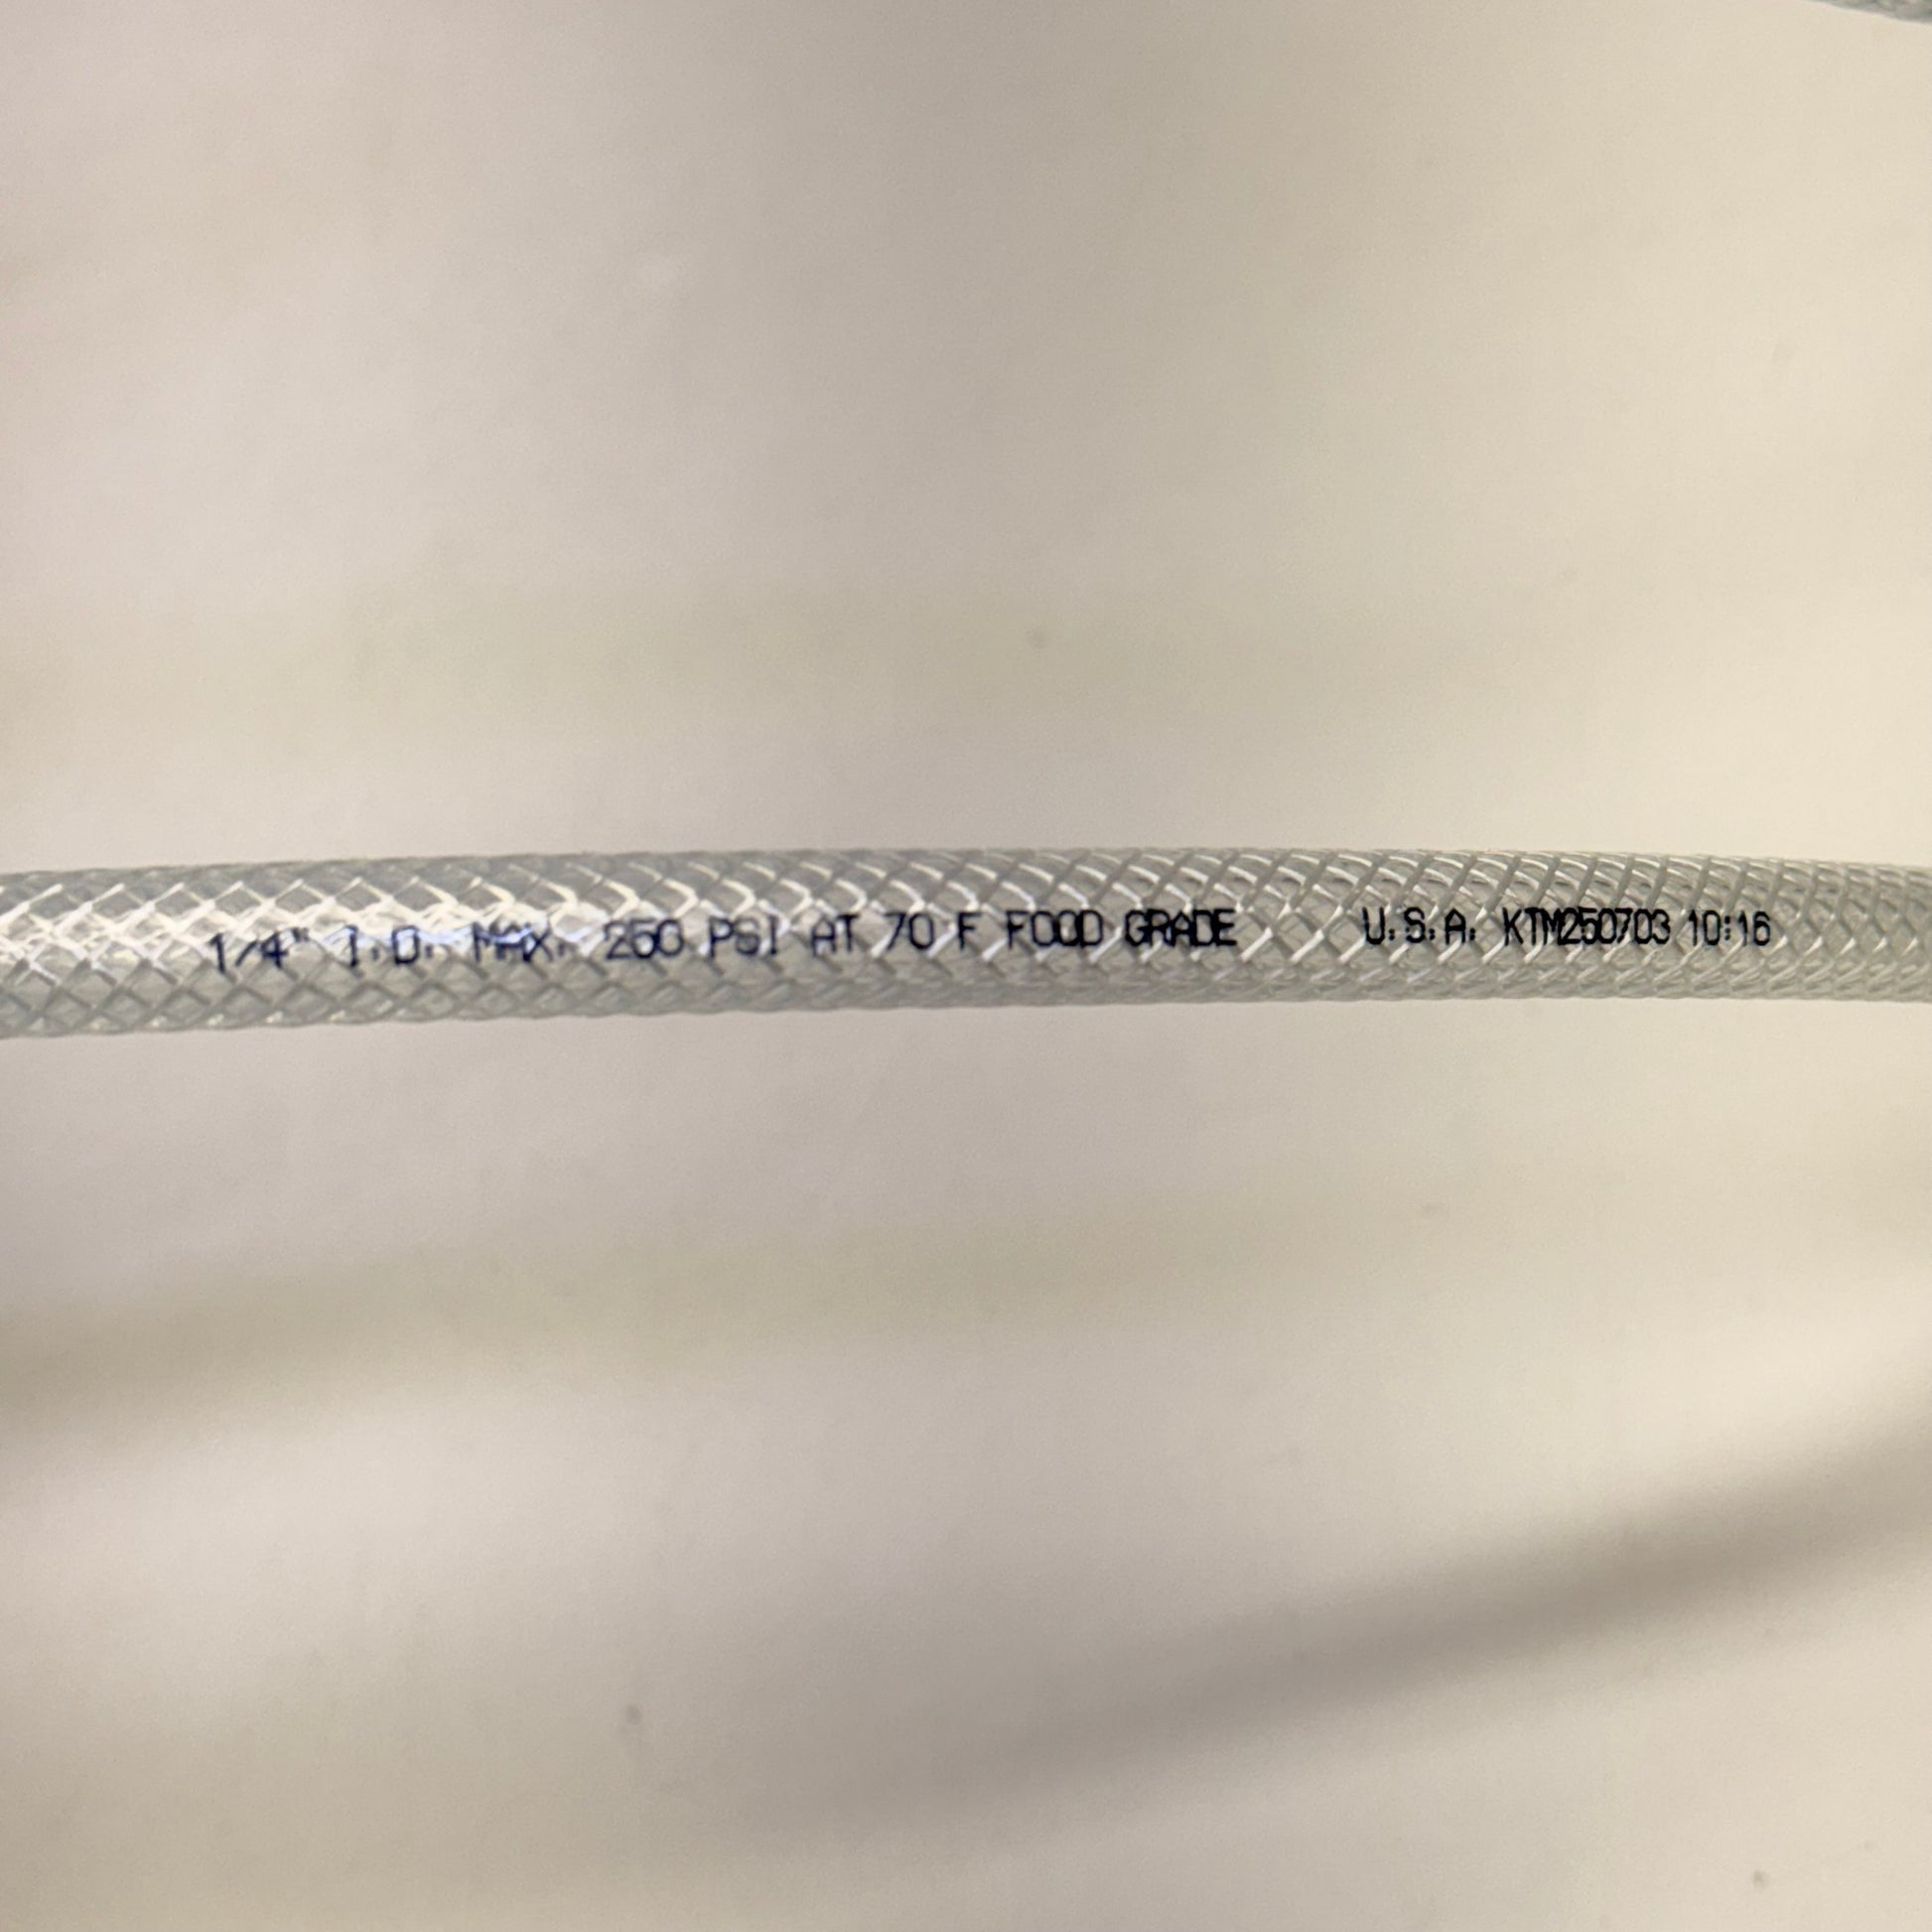 1/4" I.D. MAX. 250 PSI AT 70 F FOOD GRADE U.S.A. KTM250703 10:16